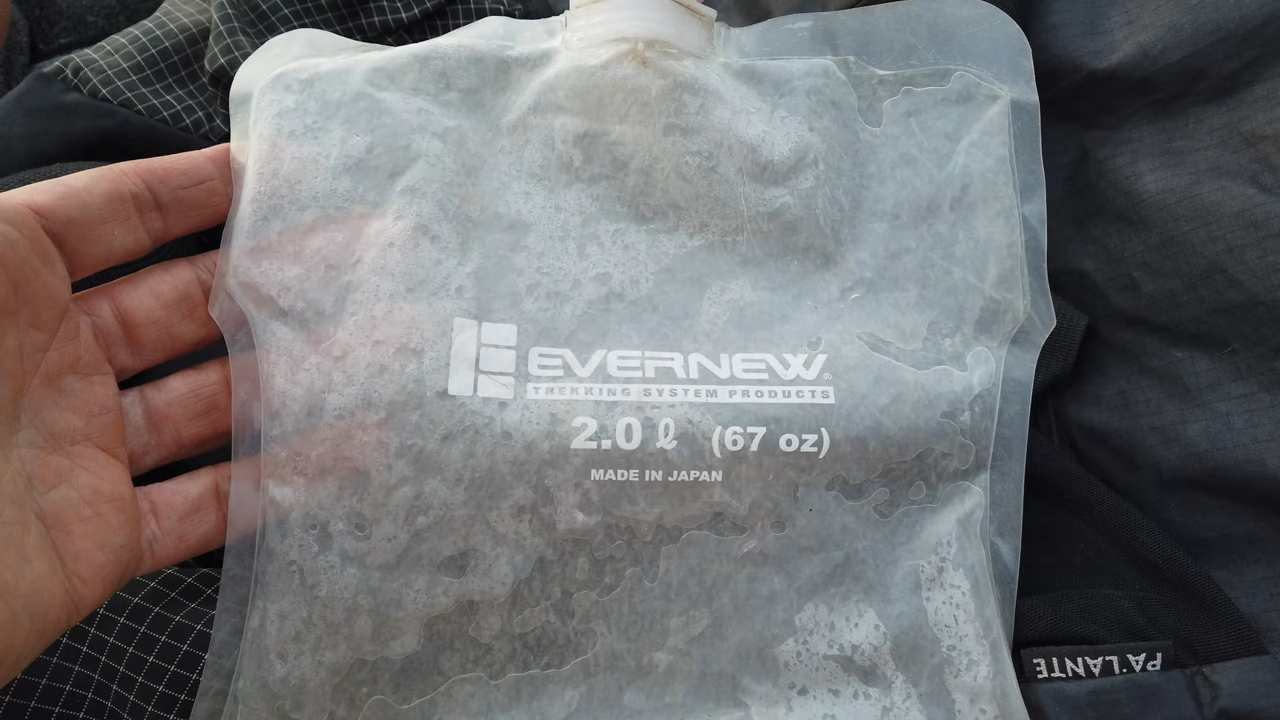 EVERNEW®
TREKKING SYSTEM PRODUCTS
2.0 ℓ (67 oz)
MADE IN JAPAN
PA'LANTE